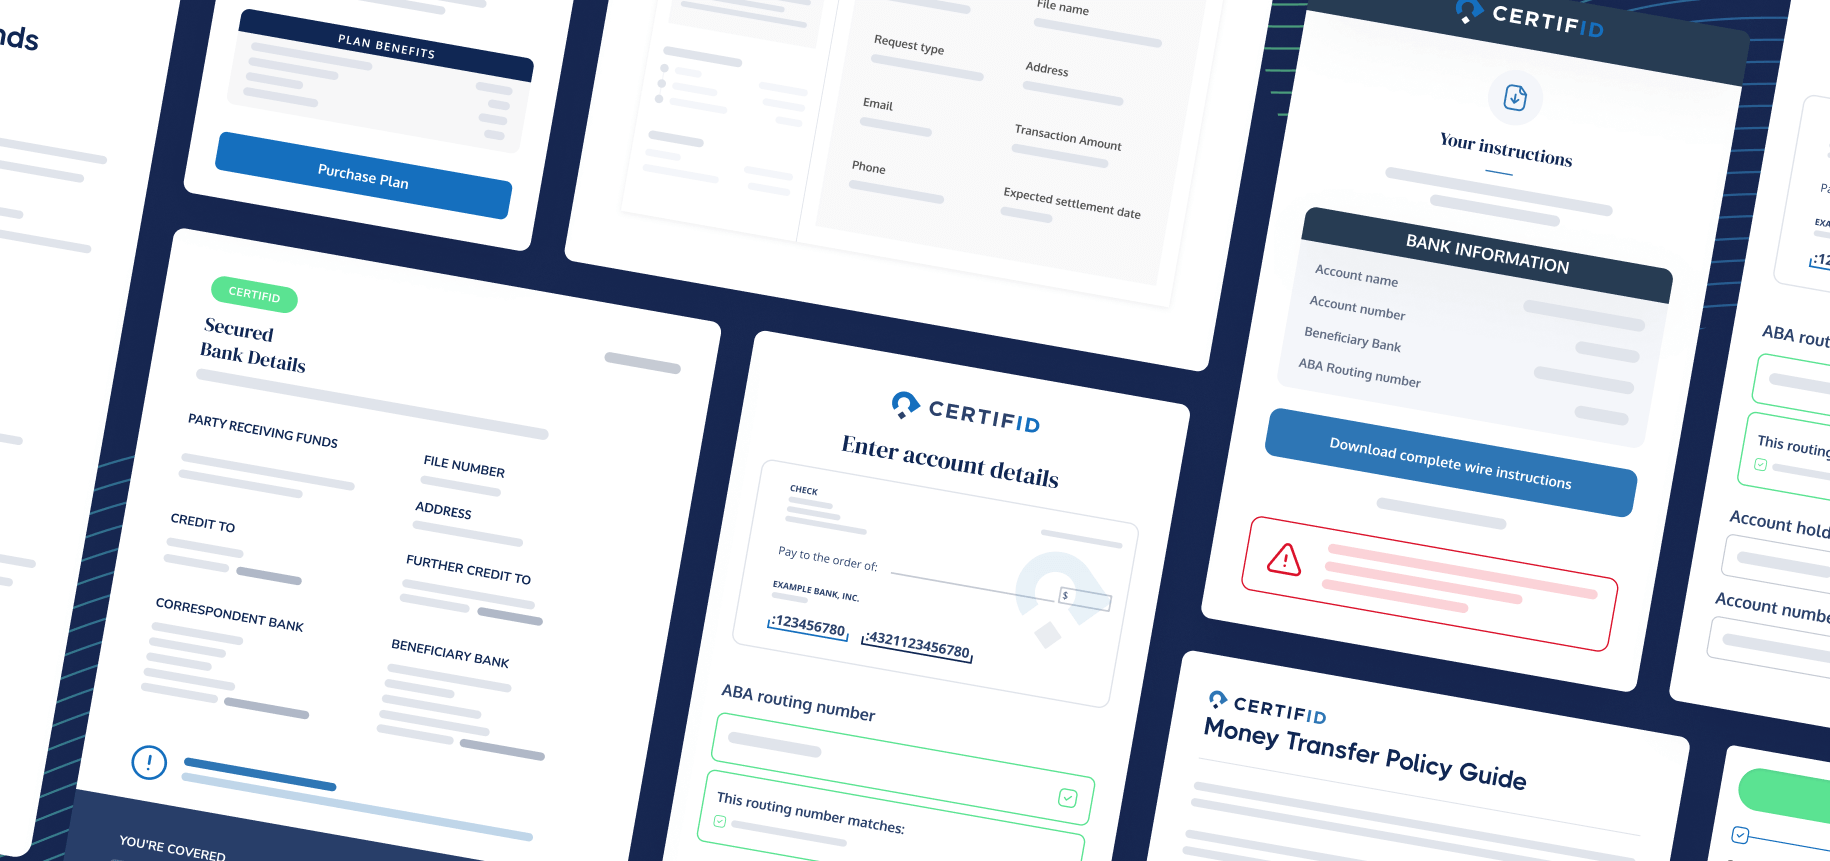 PLAN BENEFITS
Purchase Plan
File name
Request type
Address
Email
Transaction Amount
Phone
Expected settlement date
CERTIFID
Your instructions
BANK INFORMATION
Account name
Account number
Beneficiary Bank
ABA Routing number
Download complete wire instructions
CERTIFID
Secured
Bank Details
PARTY RECEIVING FUNDS
FILE NUMBER
ADDRESS
CREDIT TO
FURTHER CREDIT TO
CORRESPONDENT BANK
BENEFICIARY BANK
YOU'RE COVERED
CERTIFID
Enter account details
CHECK
Pay to the order of:
$
EXAMPLE BANK, INC.
:123456780
:4321123456780
ABA routing number
This routing number matches:
CERTIFID
Money Transfer Policy Guide
ABA
This routing
Account
Account